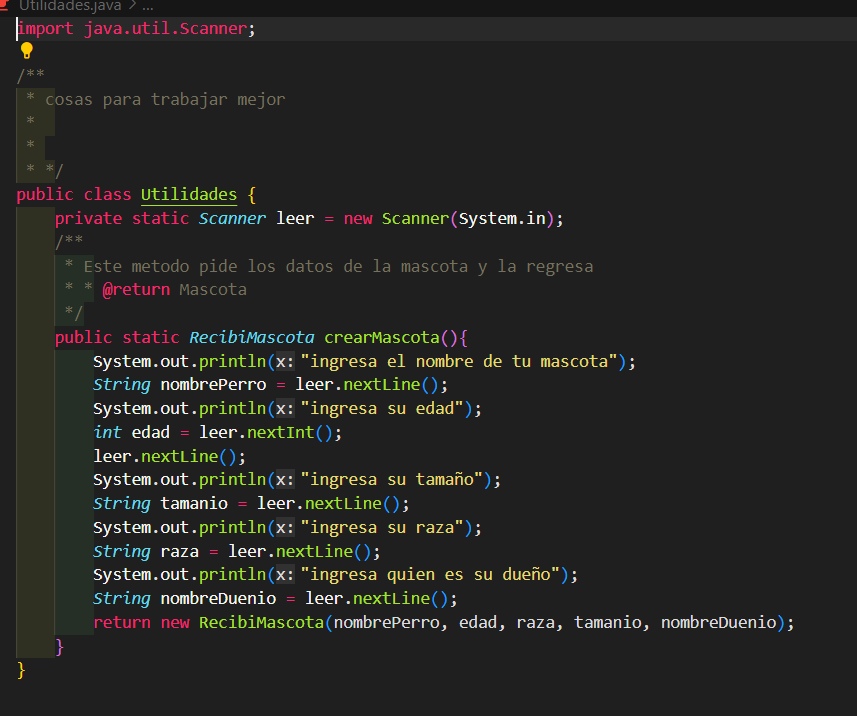 Utilidades.java > ...
import java.util.Scanner;
/**
 * cosas para trabajar mejor
 *
 *
 * */
public class Utilidades {
    private static Scanner leer = new Scanner(System.in);
    /**
     * Este metodo pide los datos de la mascota y la regresa
     * * @return Mascota
     */
    public static RecibiMascota crearMascota(){
        System.out.println(x: "ingresa el nombre de tu mascota");
        String nombrePerro = leer.nextLine();
        System.out.println(x: "ingresa su edad");
        int edad = leer.nextInt();
        leer.nextLine();
        System.out.println(x: "ingresa su tamaño");
        String tamanio = leer.nextLine();
        System.out.println(x: "ingresa su raza");
        String raza = leer.nextLine();
        System.out.println(x: "ingresa quien es su dueño");
        String nombreDuenio = leer.nextLine();
        return new RecibiMascota(nombrePerro, edad, raza, tamanio, nombreDuenio);
    }
}